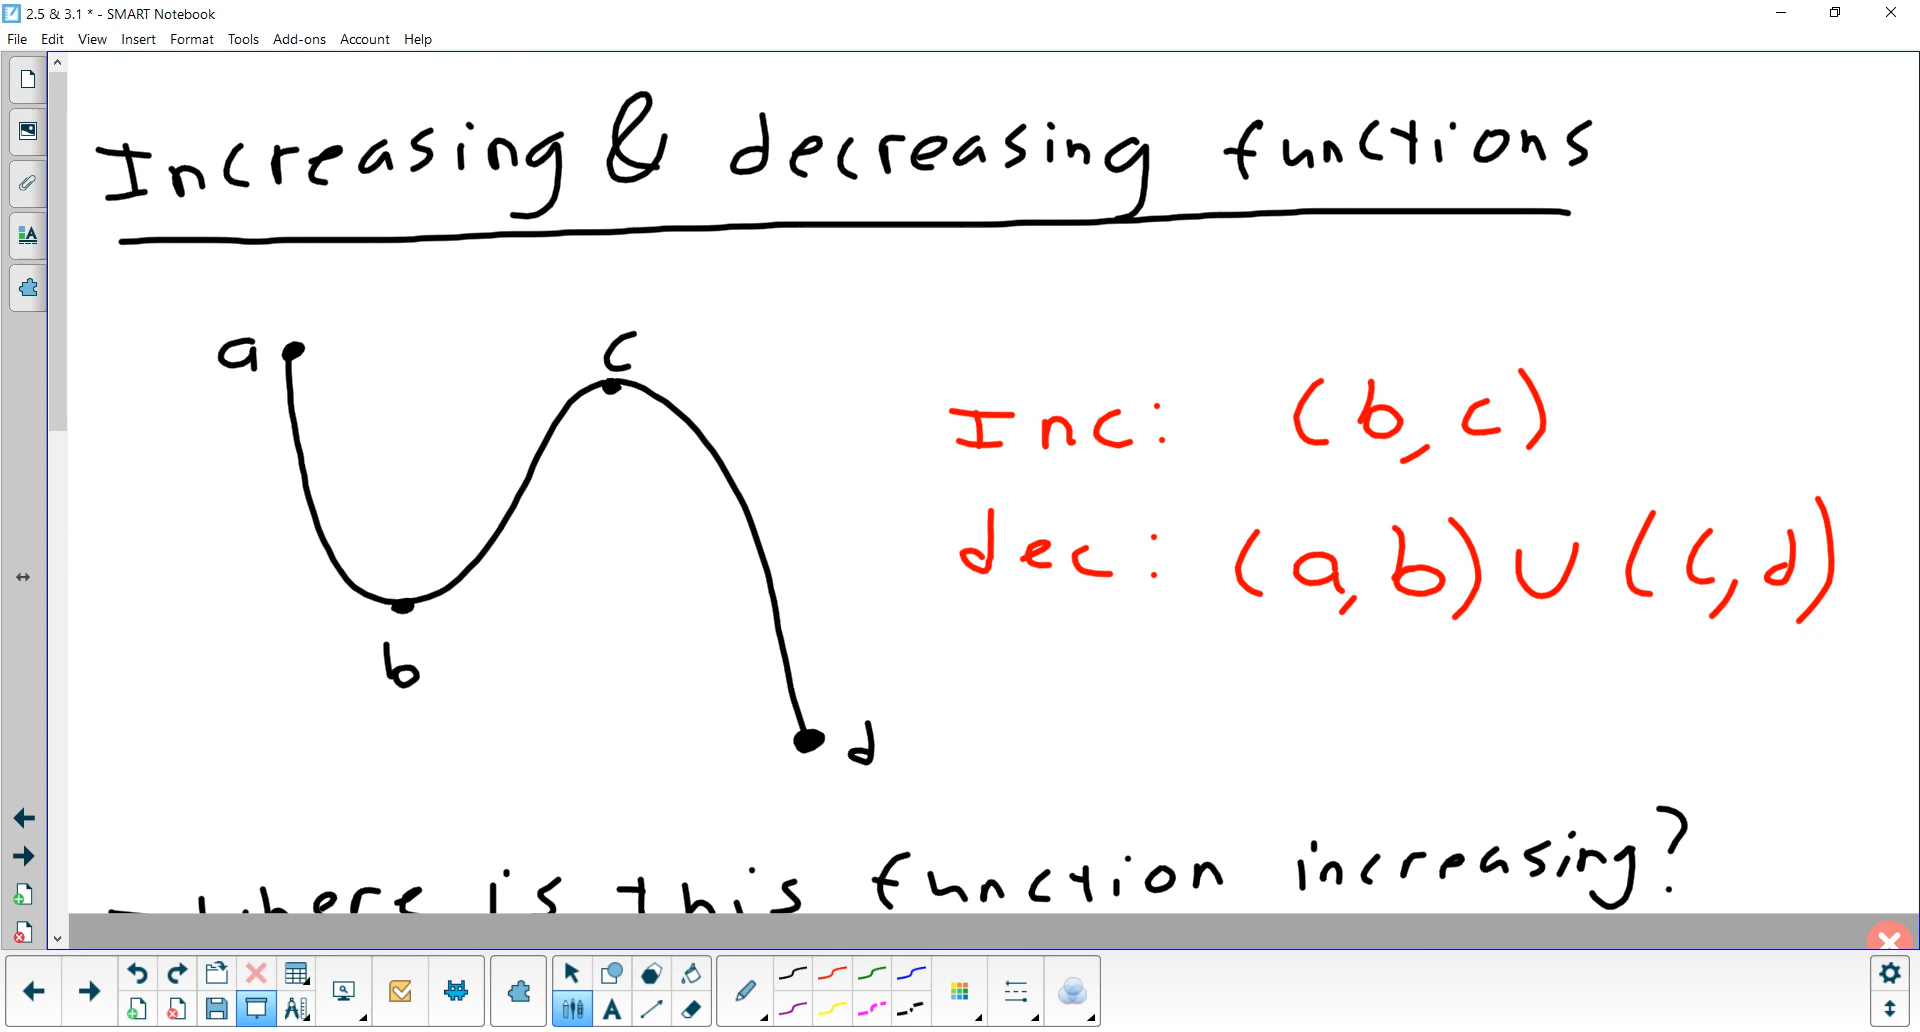 2.5 & 3.1 * - SMART Notebook
File Edit View Insert Format Tools Add-ons Account Help
Increasing & decreasing functions
a
c
Inc: (b, c)
dec: (a, b) ∪ (c, d)
b
d
where is this function increasing?